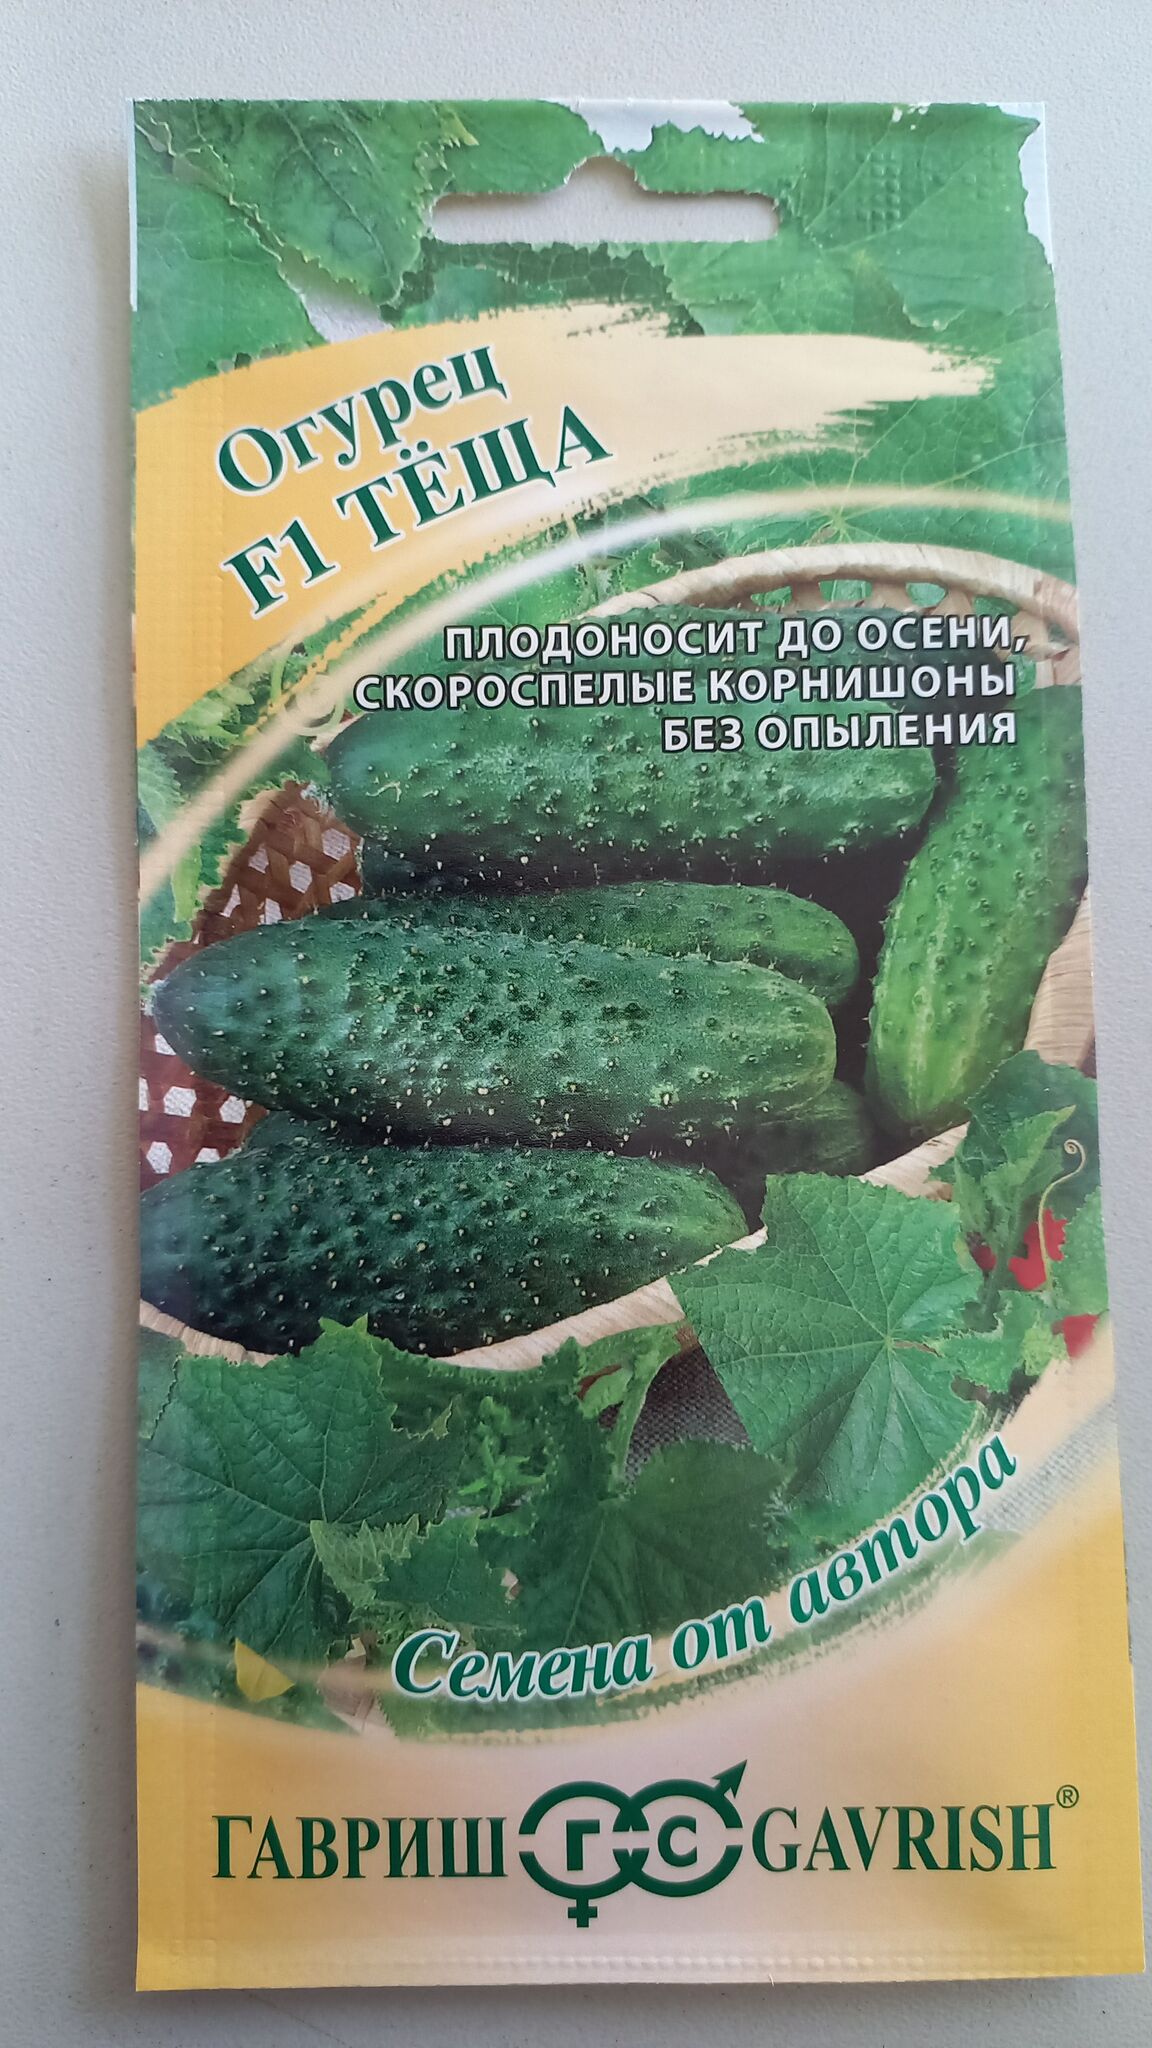 Огурец
F1 ТЁЩА
ПЛОДОНОСИТ ДО ОСЕНИ,
СКОРОСПЕЛЫЕ КОРНИШОНЫ
БЕЗ ОПЫЛЕНИЯ
Семена от автора
ГАВРИШ ГС GAVRISH®